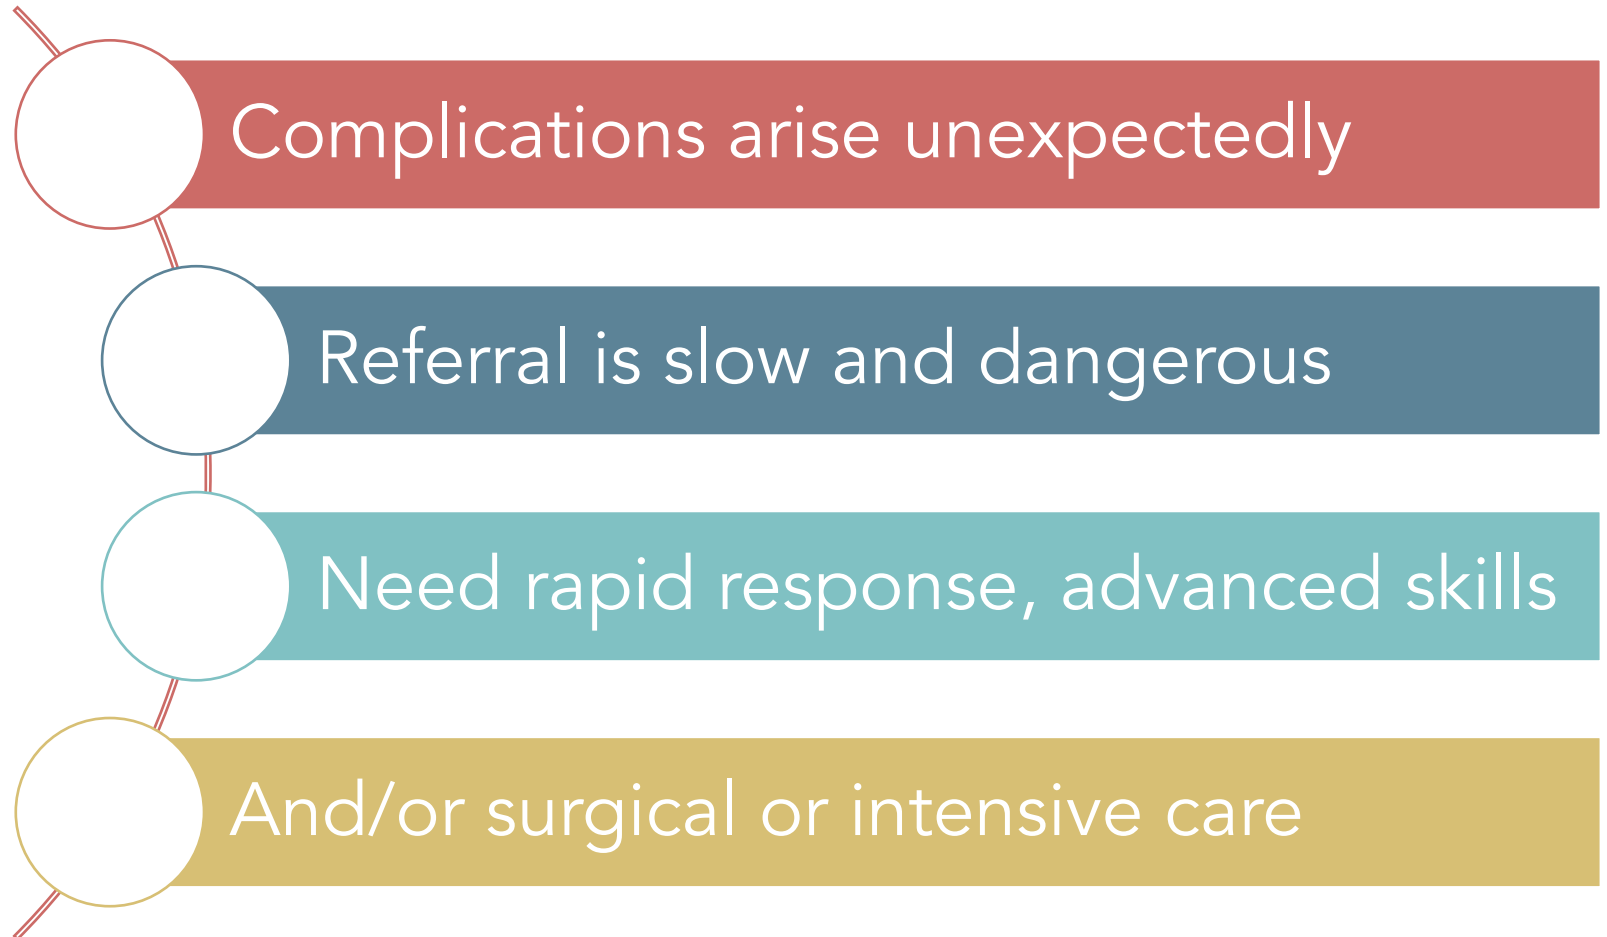 Complications arise unexpectedly
Referral is slow and dangerous
Need rapid response, advanced skills
And/or surgical or intensive care